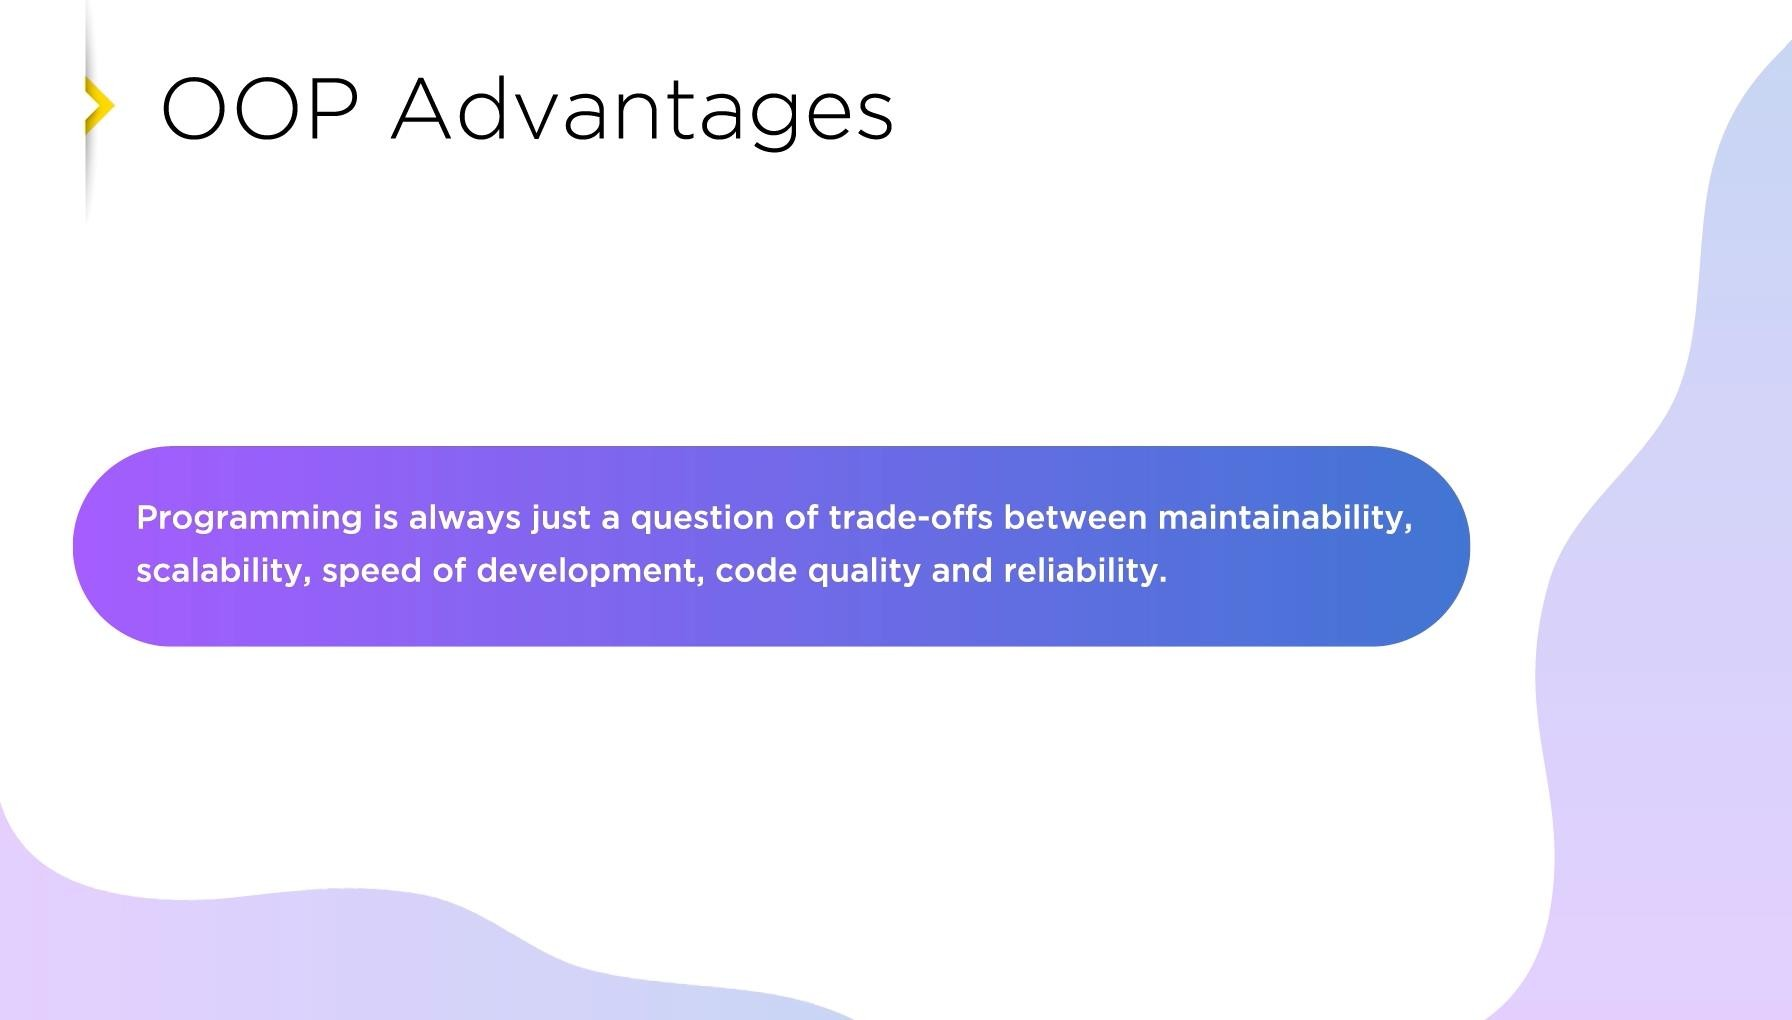 OOP Advantages
Programming is always just a question of trade-offs between maintainability,
scalability, speed of development, code quality and reliability.